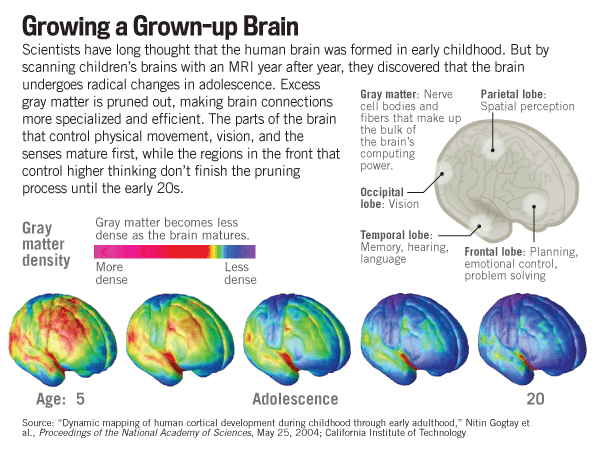 Growing a Grown-up Brain
Scientists have long thought that the human brain was formed in early childhood. But by
scanning children's brains with an MRI year after year, they discovered that the brain
undergoes radical changes in adolescence. Excess
gray matter is pruned out, making brain connections
more specialized and efficient. The parts of the brain
that control physical movement, vision, and the
senses mature first, while the regions in the front that
control higher thinking don't finish the pruning
process until the early 20s.
Gray matter: Nerve
cell bodies and
fibers that make up
the bulk of
the brain's
computing
power.
Parietal lobe:
Spatial perception
Occipital
lobe: Vision
Temporal lobe:
Memory, hearing,
language
Frontal lobe: Planning,
emotional control,
problem solving
Gray
matter
density
Gray matter becomes less
dense as the brain matures.
More
dense
Less
dense
Age: 5
Adolescence
20
Source: "Dynamic mapping of human cortical development during childhood through early adulthood," Nitin Gogtay et
al., Proceedings of the National Academy of Sciences, May 25, 2004; California Institute of Technology